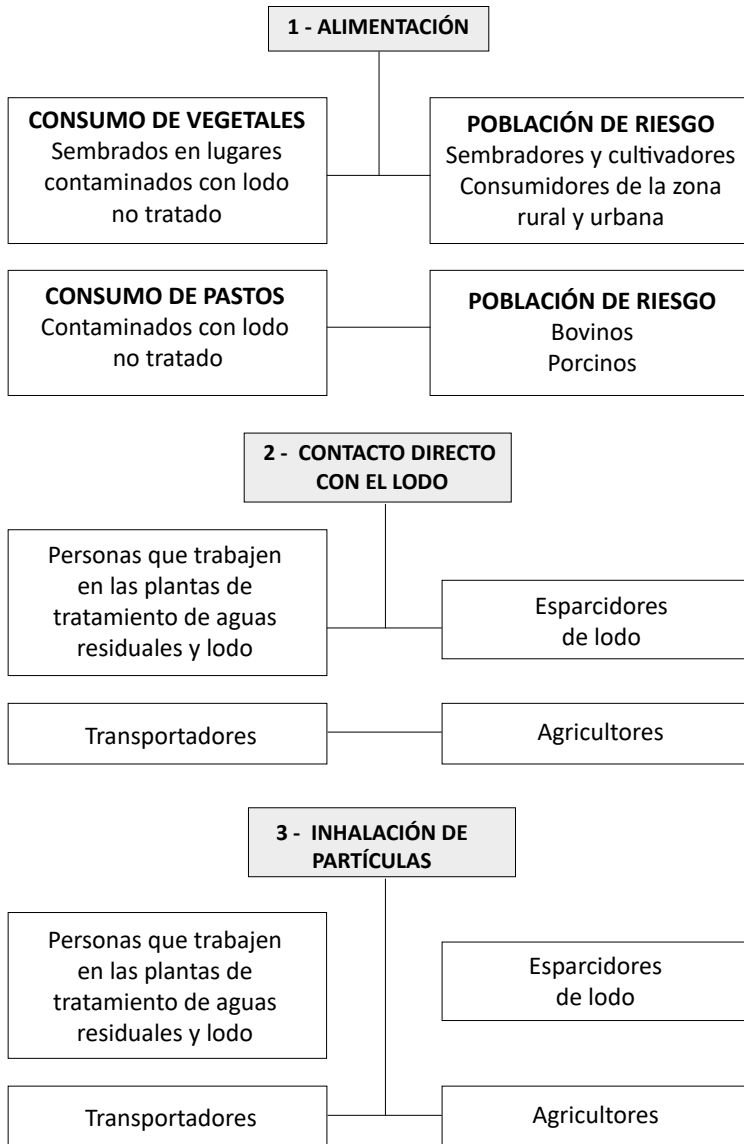 1 - ALIMENTACIÓN
CONSUMO DE VEGETALES
Sembrados en lugares
contaminados con lodo
no tratado
POBLACIÓN DE RIESGO
Sembradores y cultivadores
Consumidores de la zona
rural y urbana
CONSUMO DE PASTOS
Contaminados con lodo
no tratado
POBLACIÓN DE RIESGO
Bovinos
Porcinos
2 - CONTACTO DIRECTO
CON EL LODO
Personas que trabajen
en las plantas de
tratamiento de aguas
residuales y lodo
Esparcidores
de lodo
Transportadores
Agricultores
3 - INHALACIÓN DE
PARTÍCULAS
Personas que trabajen
en las plantas de
tratamiento de aguas
residuales y lodo
Esparcidores
de lodo
Transportadores
Agricultores